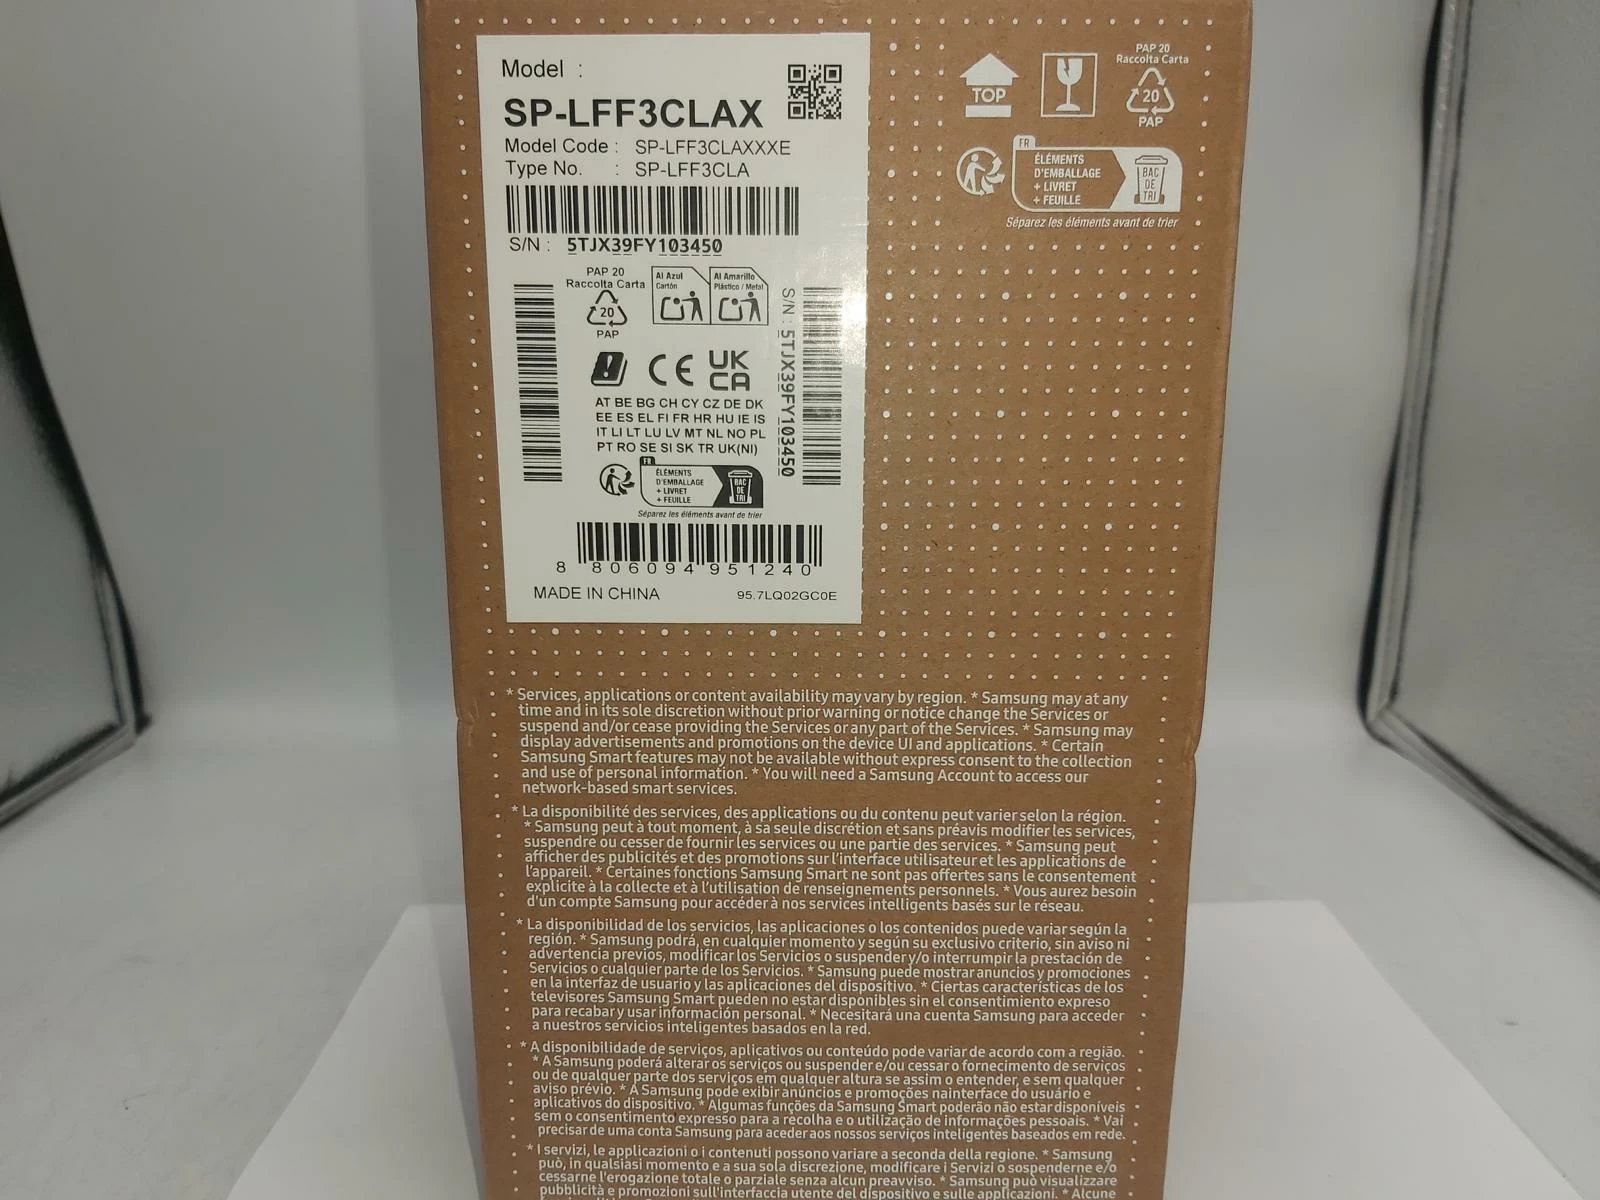 Model :
SP-LFF3CLAX
Model Code : SP-LFF3CLAXXXE
Type No. : SP-LFF3CLA
S/N : 5TJX39FY103450
PAP 20
Raccolta Carta
20
PAP
Al Azul
Cartón
Al Amarillo
Plástico / Metal
S/N : 5TJX39FY103450
CE UK
CA
AT BE BG CH CY CZ DE DK
EE ES EL FI FR HR HU IE IS
IT LI LT LU LV MT NL NO PL
PT RO SE SI SK TR UK(NI)
FR
ÉLÉMENTS
D'EMBALLAGE
+ LIVRET
+ FEUILLE
BAC
DE
TRI
Séparez les éléments avant de trier
8 806094 951240
MADE IN CHINA 95.7LQ02GC0E
TOP
PAP 20
Raccolta Carta
20
PAP
FR
ÉLÉMENTS
D'EMBALLAGE
+ LIVRET
+ FEUILLE
BAC
DE
TRI
Séparez les éléments avant de trier
* Services, applications or content availability may vary by region. * Samsung may at any
time and in its sole discretion without prior warning or notice change the Services or
suspend and/or cease providing the Services or any part of the Services. * Samsung may
display advertisements and promotions on the device UI and applications. * Certain
Samsung Smart features may not be available without express consent to the collection
and use of personal information. * You will need a Samsung Account to access our
network-based smart services.
* La disponibilité des services, des applications ou du contenu peut varier selon la région.
* Samsung peut à tout moment, à sa seule discrétion et sans préavis modifier les services,
suspendre ou cesser de fournir les services ou une partie des services. * Samsung peut
afficher des publicités et des promotions sur l'interface utilisateur et les applications de
l'appareil. * Certaines fonctions Samsung Smart ne sont pas offertes sans le consentement
explicite à la collecte et à l'utilisation de renseignements personnels. * Vous aurez besoin
d'un compte Samsung pour accéder à nos services intelligents basés sur le réseau.
* La disponibilidad de los servicios, las aplicaciones o los contenidos puede variar según la
región. * Samsung podrá, en cualquier momento y según su exclusivo criterio, sin aviso ni
advertencia previos, modificar los Servicios o suspender y/o interrumpir la prestación de
Servicios o cualquier parte de los Servicios. * Samsung puede mostrar anuncios y promociones
en la interfaz de usuario y las aplicaciones del dispositivo. * Ciertas características de los
televisores Samsung Smart pueden no estar disponibles sin el consentimiento expreso
para recabar y usar información personal. * Necesitará una cuenta Samsung para acceder
a nuestros servicios inteligentes basados en la red.
* A disponibilidade de serviços, aplicativos ou conteúdo pode variar de acordo com a região.
* A Samsung poderá alterar os serviços ou suspender e/ou cessar o fornecimento de serviços
ou de qualquer parte dos serviços em qualquer altura se assim o entender, e sem qualquer
aviso prévio. * A Samsung pode exibir anúncios e promoções na interface do usuário e
aplicativos do dispositivo. * Algumas funções da Samsung Smart poderão não estar disponíveis
sem o consentimento expresso para a recolha e o utilização de informações pessoais. * Vai
precisar de uma conta Samsung para aceder aos nossos serviços inteligentes baseados em rede.
* I servizi, le applicazioni o i contenuti possono variare a seconda della regione. * Samsung
può, in qualsiasi momento e a sua sola discrezione, modificare i Servizi o sospenderne e/o
cessarne l'erogazione totale o parziale senza alcun preavviso. * Samsung può visualizzare
pubblicità e promozioni sull'interfaccia utente del dispositivo e sulle applicazioni. * Alcune